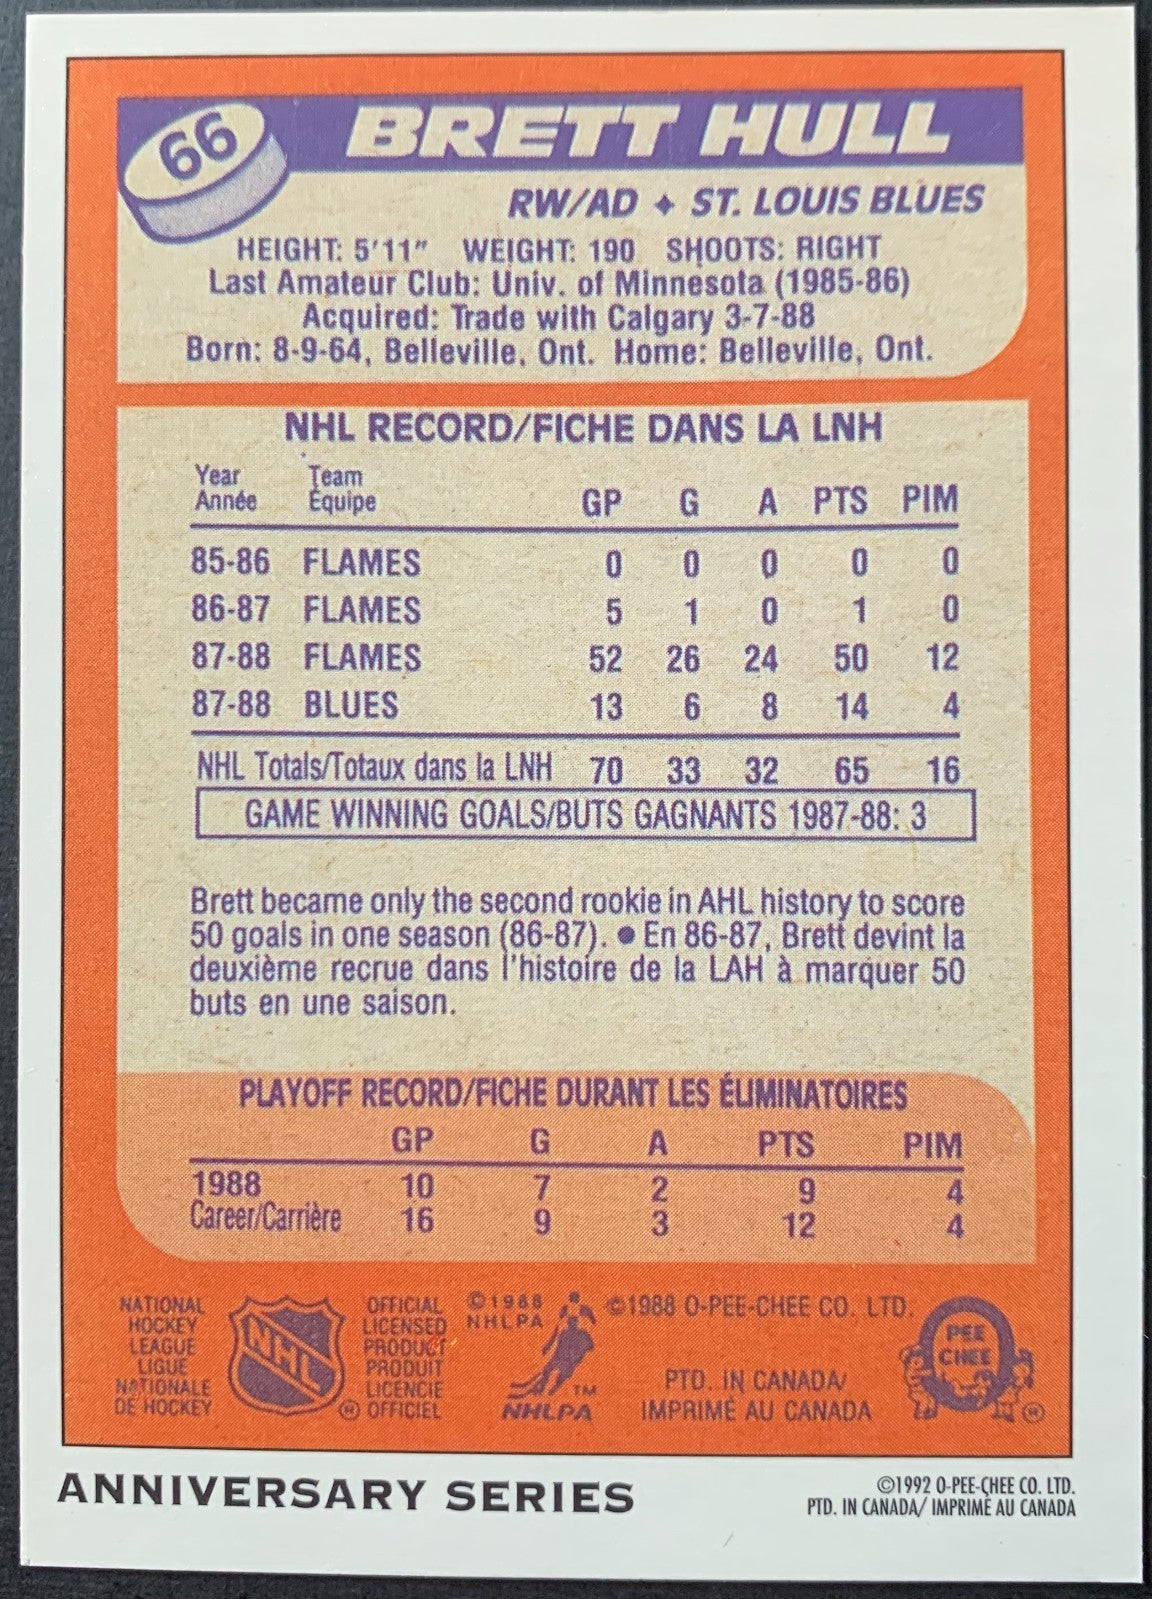 66
BRETT HULL
RW/AD ✦ ST. LOUIS BLUES
HEIGHT: 5'11" WEIGHT: 190 SHOOTS: RIGHT
Last Amateur Club: Univ. of Minnesota (1985-86)
Acquired: Trade with Calgary 3-7-88
Born: 8-9-64, Belleville, Ont. Home: Belleville, Ont.
NHL RECORD/FICHE DANS LA LNH
Year Team
Année Équipe GP G A PTS PIM
85-86 FLAMES 0 0 0 0 0
86-87 FLAMES 5 1 0 1 0
87-88 FLAMES 52 26 24 50 12
87-88 BLUES 13 6 8 14 4
NHL Totals/Totaux dans la LNH 70 33 32 65 16
GAME WINNING GOALS/BUTS GAGNANTS 1987-88: 3
Brett became only the second rookie in AHL history to score
50 goals in one season (86-87). ● En 86-87, Brett devint la
deuxième recrue dans l'histoire de la LAH à marquer 50
buts en une saison.
PLAYOFF RECORD/FICHE DURANT LES ÉLIMINATOIRES
GP G A PTS PIM
1988 10 7 2 9 4
Career/Carrière 16 9 3 12 4
NATIONAL
HOCKEY
LEAGUE
LIGUE
NATIONALE
DE HOCKEY
NHL
OFFICIAL
LICENSED
PRODUCT
PRODUIT
LICENCIE
® OFFICIEL
©1988
NHLPA
TM
NHLPA
©1988 O-PEE-CHEE CO. LTD.
PTD. IN CANADA/
IMPRIMÉ AU CANADA
PEE
CHEE
®
ANNIVERSARY SERIES
©1992 O-PEE-CHEE CO. LTD.
PTD. IN CANADA/ IMPRIMÉ AU CANADA